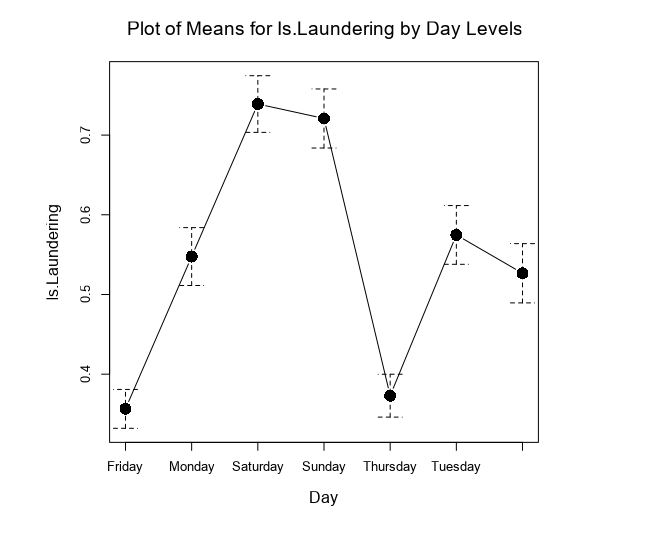 Plot of Means for Is.Laundering by Day Levels
Is.Laundering
0.7
0.6
0.5
0.4
Friday Monday Saturday Sunday Thursday Tuesday
Day